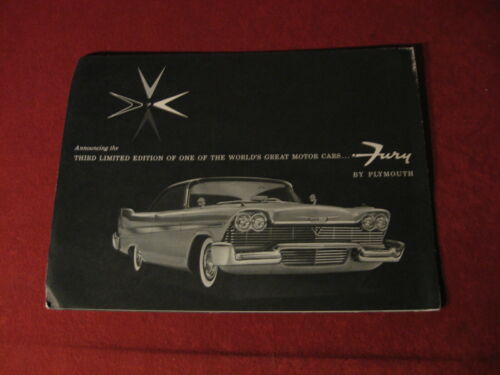 Announcing the
THIRD LIMITED EDITION OF ONE OF THE WORLD'S GREAT MOTOR CARS... Fury
BY PLYMOUTH